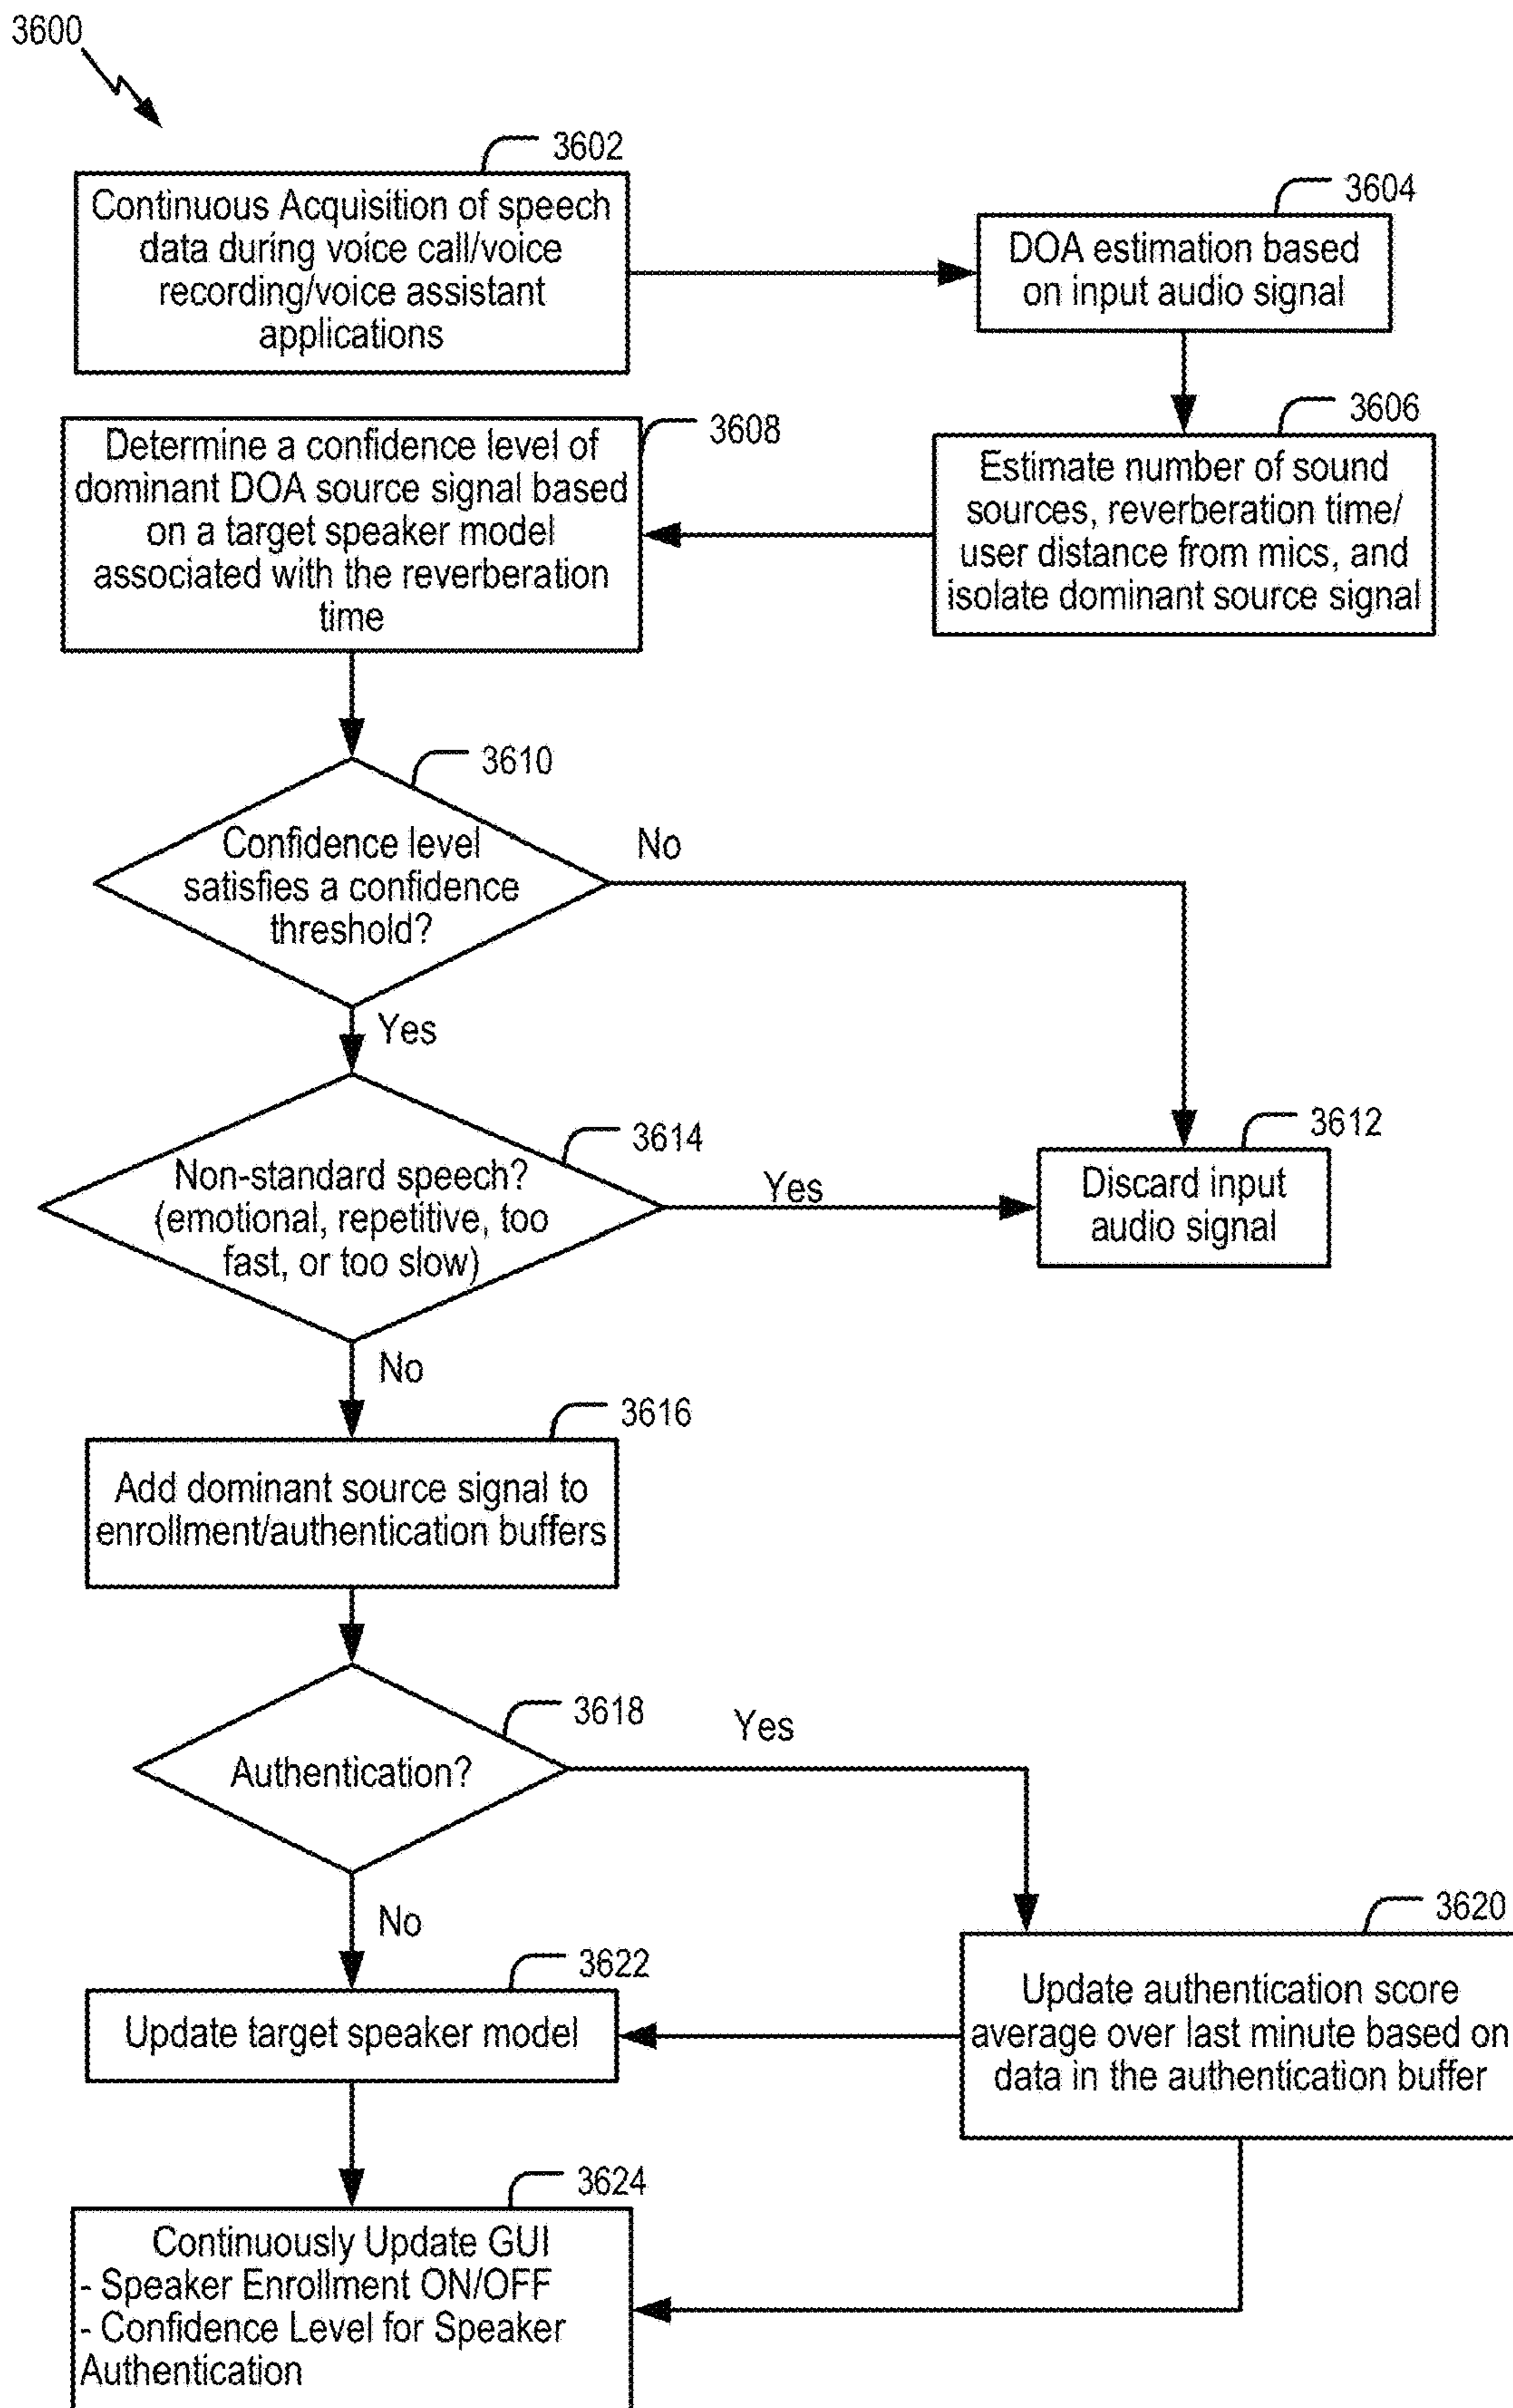 3600
3602
Continuous Acquisition of speech
data during voice call/voice
recording/voice assistant
applications
3604
DOA estimation based
on input audio signal
3606
Estimate number of sound
sources, reverberation time/
user distance from mics, and
isolate dominant source signal
3608
Determine a confidence level of
dominant DOA source signal based
on a target speaker model
associated with the reverberation
time
3610
Confidence level
satisfies a confidence
threshold?
No
Yes
3614
Non-standard speech?
(emotional, repetitive, too
fast, or too slow)
Yes
3612
Discard input
audio signal
No
3616
Add dominant source signal to
enrollment/authentication buffers
3618
Authentication?
Yes
No
3620
Update authentication score
average over last minute based on
data in the authentication buffer
3622
Update target speaker model
3624
Continuously Update GUI
- Speaker Enrollment ON/OFF
- Confidence Level for Speaker
Authentication